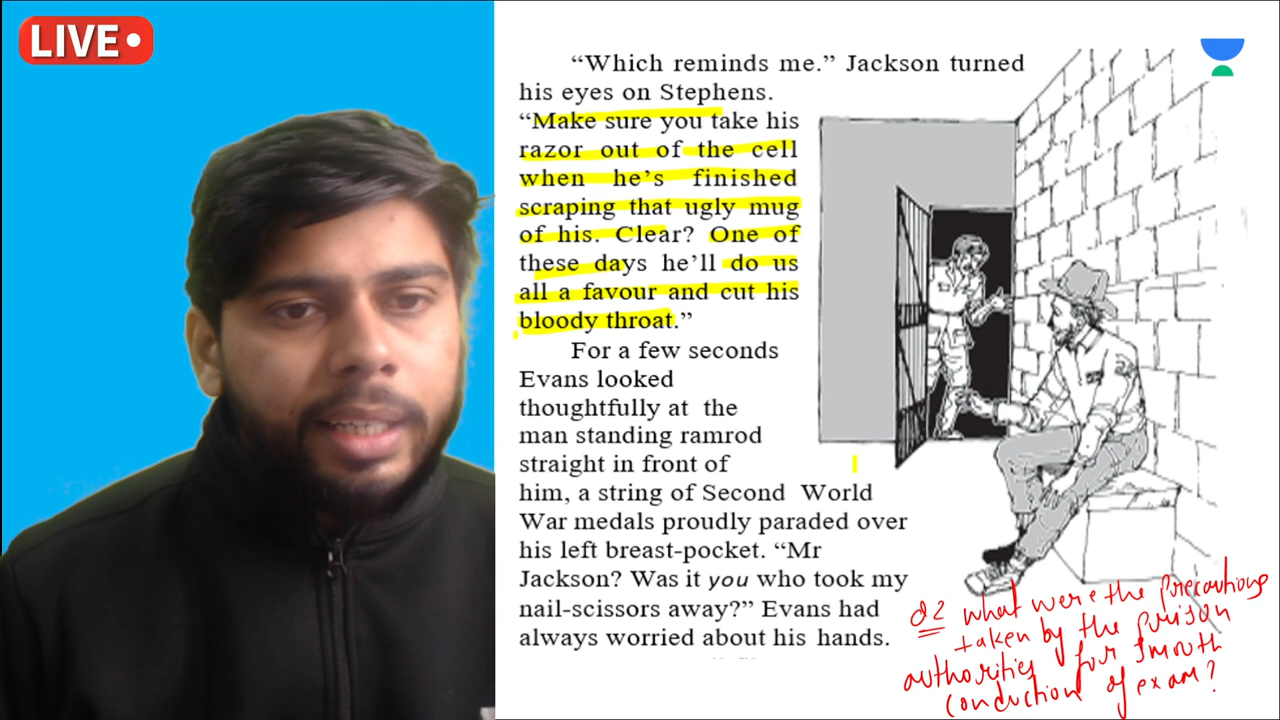 LIVE
“Which reminds me.” Jackson turned
his eyes on Stephens.
“Make sure you take his
razor out of the cell
when he’s finished
scraping that ugly mug
of his. Clear? One of
these days he’ll do us
all a favour and cut his
bloody throat.”
For a few seconds
Evans looked
thoughtfully at the
man standing ramrod
straight in front of
him, a string of Second World
War medals proudly paraded over
his left breast-pocket. “Mr
Jackson? Was it you who took my
nail-scissors away?” Evans had
always worried about his hands.
Q2 what were the precautions
taken by the prison
authorities for smooth
conduction of exam?